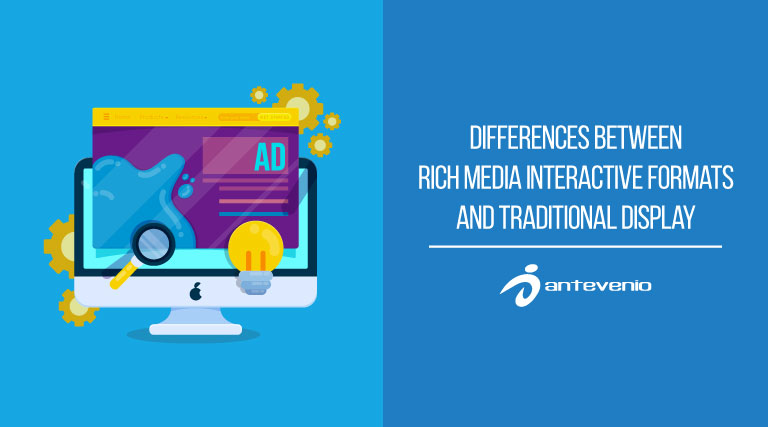 AD
DIFFERENCES BETWEEN
RICH MEDIA INTERACTIVE FORMATS
AND TRADITIONAL DISPLAY
antevenio